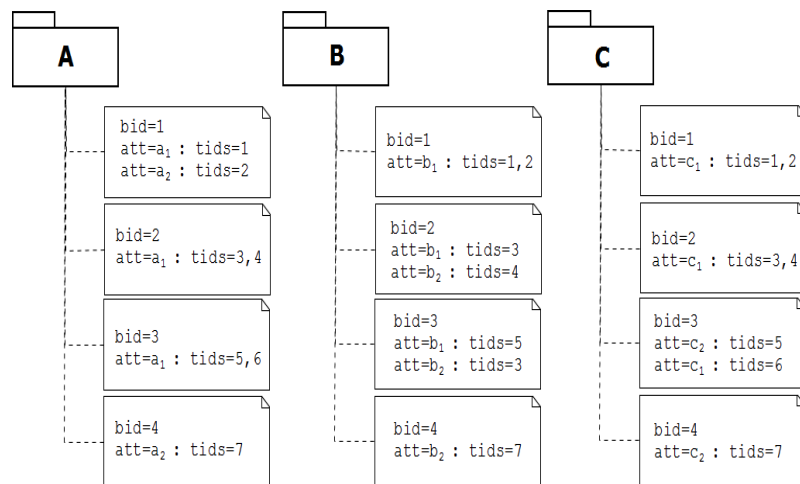 A
bid=1
att=a₁ : tids=1
att=a₂ : tids=2
bid=2
att=a₁ : tids=3,4
bid=3
att=a₁ : tids=5,6
bid=4
att=a₂ : tids=7
B
bid=1
att=b₁ : tids=1,2
bid=2
att=b₁ : tids=3
att=b₂ : tids=4
bid=3
att=b₁ : tids=5
att=b₂ : tids=3
bid=4
att=b₂ : tids=7
C
bid=1
att=c₁ : tids=1,2
bid=2
att=c₁ : tids=3,4
bid=3
att=c₂ : tids=5
att=c₁ : tids=6
bid=4
att=c₂ : tids=7